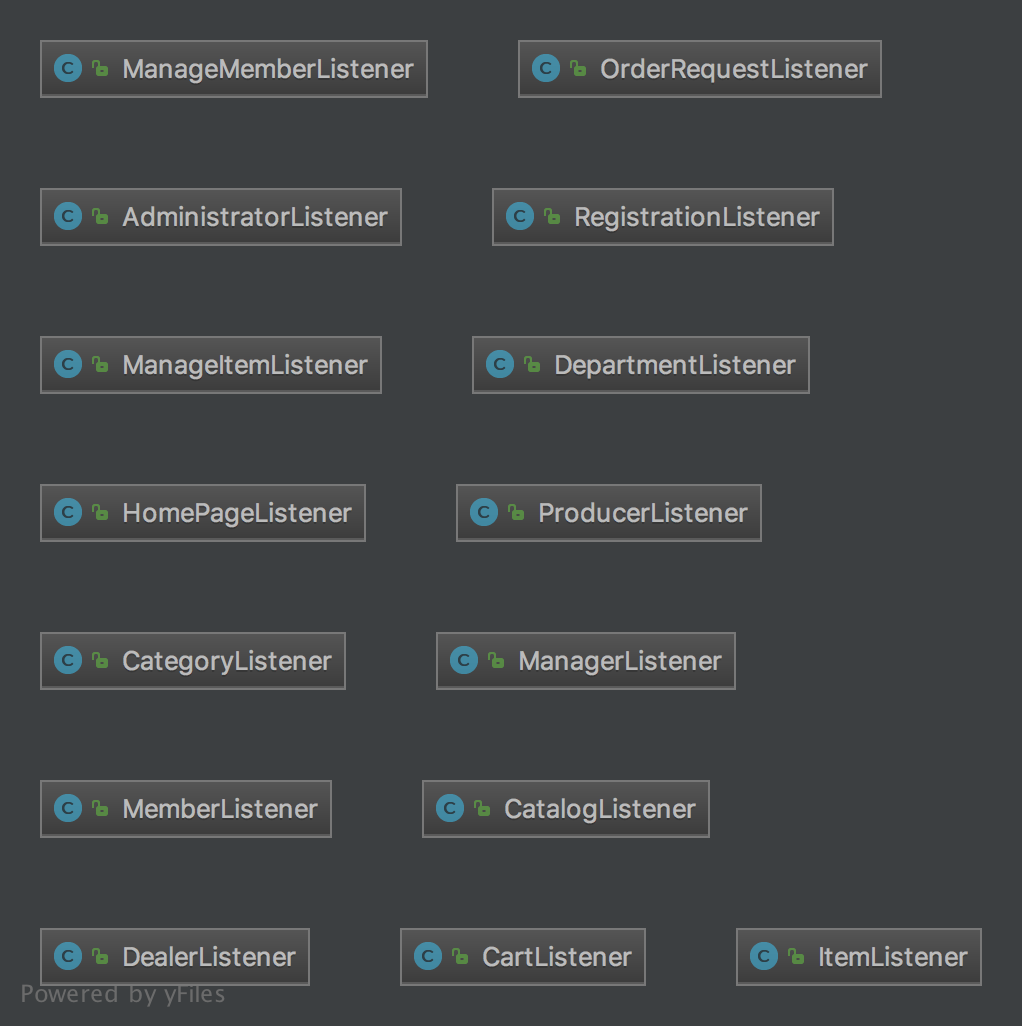 C ManageMemberListener C OrderRequestListener
C AdministratorListener C RegistrationListener
C ManageItemListener C DepartmentListener
C HomePageListener C ProducerListener
C CategoryListener C ManagerListener
C MemberListener C CatalogListener
C DealerListener C CartListener C ItemListener
Powered by yFiles